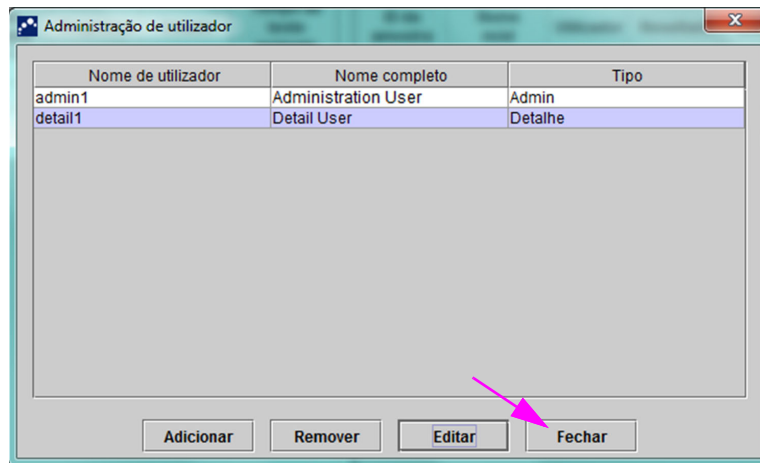 Administração de utilizador
Nome de utilizador Nome completo Tipo
admin1 Administration User Admin
detail1 Detail User Detalhe
Adicionar Remover Editar Fechar